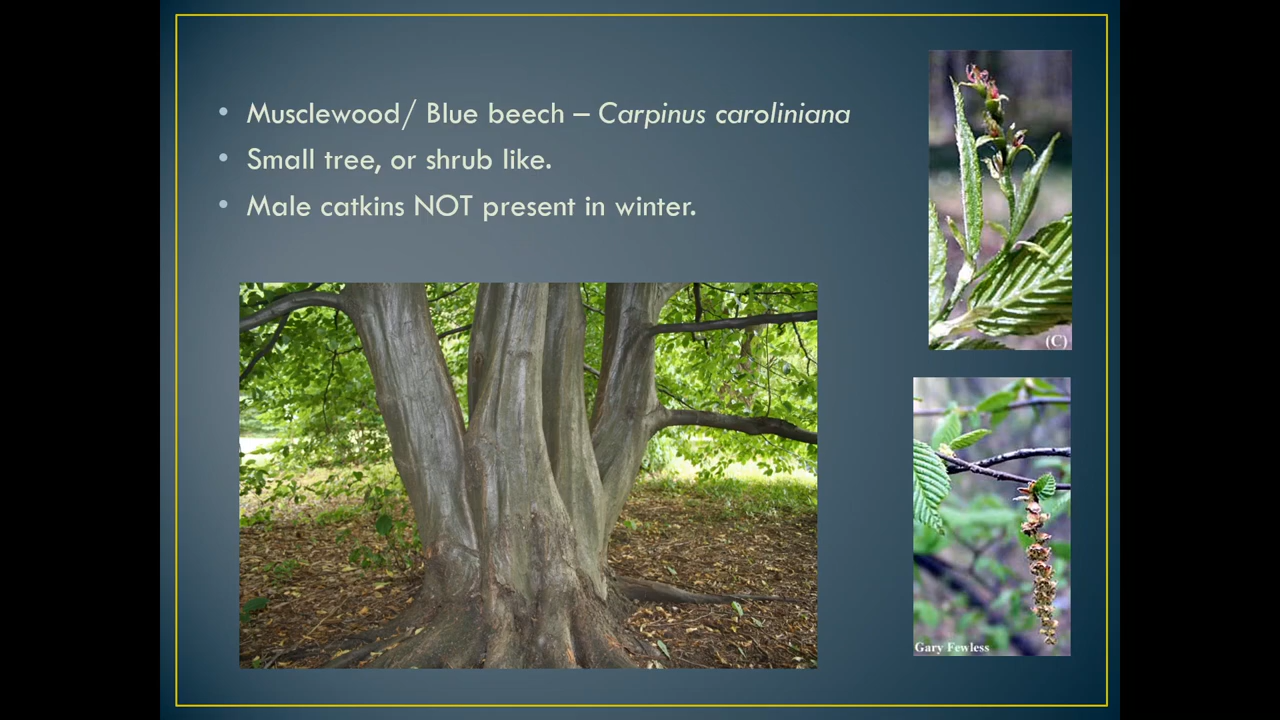 • Musclewood/ Blue beech – Carpinus caroliniana
• Small tree, or shrub like.
• Male catkins NOT present in winter.
(C)
Gary Fewless